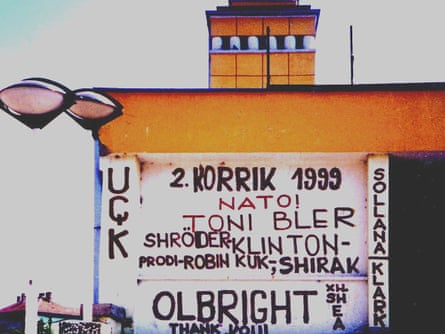 UÇK
2. KORRIK 1999
NATO!
TONI BLER
SHRÖDER-KLINTON-
PRODI-ROBIN KUK-; SHIRAK
OLBRIGHT
XH. SHEA
THANK YOU!
SOLLANA
KLARK